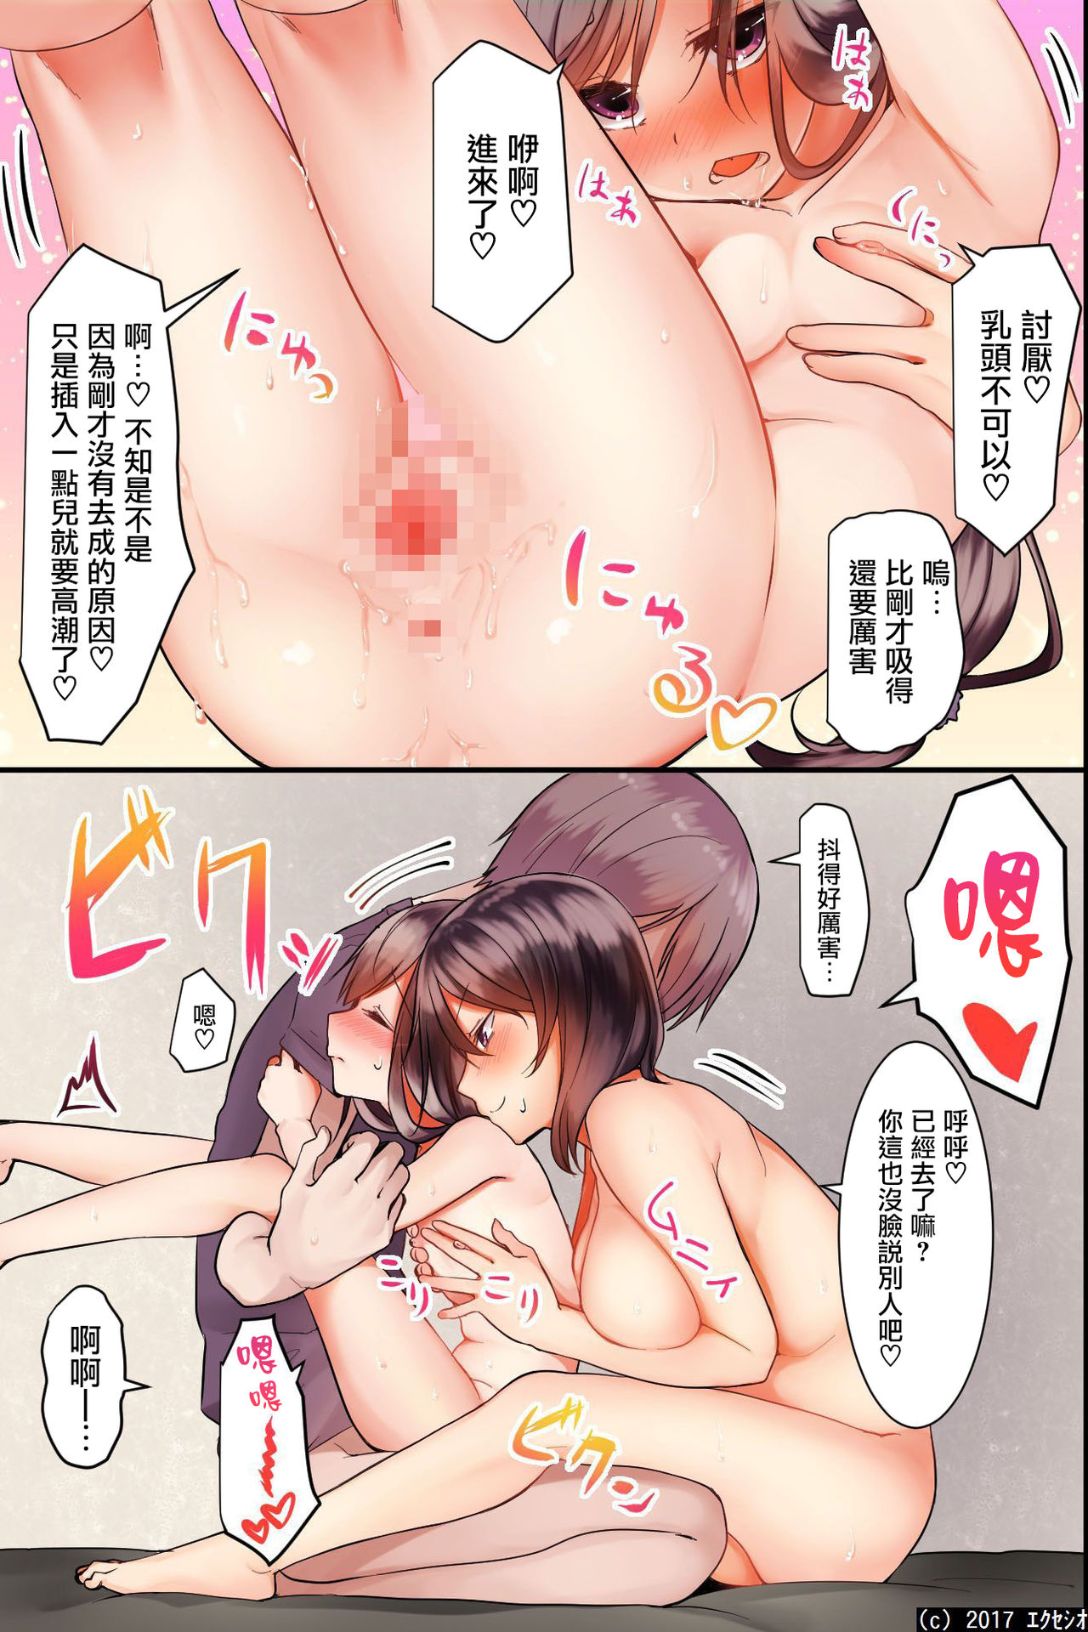 はぁ
はぁ
くにっ
咿啊♡
進來了♡
討厭♡
乳頭不可以♡
にゅっ
啊…♡不知是不是
因為剛才沒有去成的原因♡
只是插入一點兒就要高潮了♡
嗚…
比剛才吸得
還要厲害
にゅる♡
嗯♥
抖得好厲害…
ビクッ
嗯♡
呼呼♡
已經去了嘛?
你這也沒臉説別人吧♡
ムニィ
こり
こり
啊啊ー……
嗯嗯
♡♡
ビクン
(c) 2017 ｴｸｾｼｵ